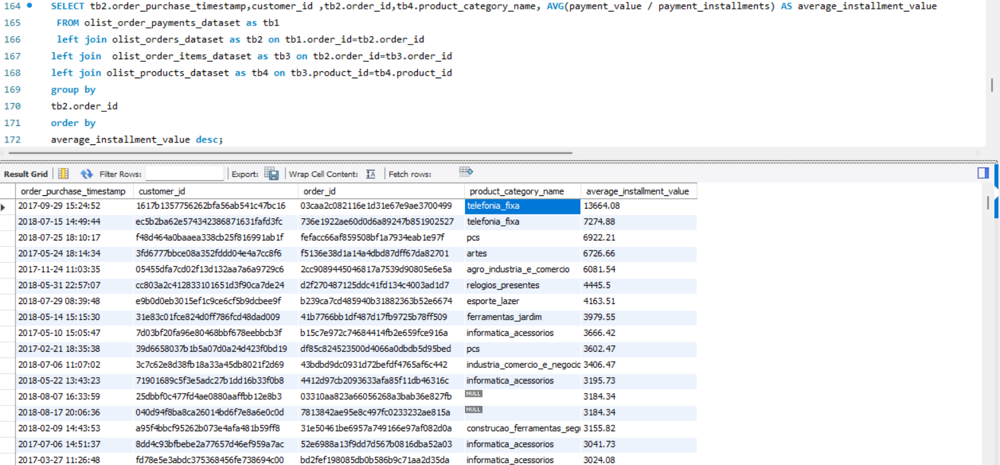 164 SELECT tb2.order_purchase_timestamp,customer_id ,tb2.order_id,tb4.product_category_name, AVG(payment_value / payment_installments) AS average_installment_value
165 FROM olist_order_payments_dataset as tb1
166 left join olist_orders_dataset as tb2 on tb1.order_id=tb2.order_id
167 left join  olist_order_items_dataset as tb3 on tb2.order_id=tb3.order_id
168 left join olist_products_dataset as tb4 on tb3.product_id=tb4.product_id
169 group by
170 tb2.order_id
171 order by
172 average_installment_value desc;
Result Grid Filter Rows: Export: Wrap Cell Content: Fetch rows:
order_purchase_timestamp customer_id order_id product_category_name average_installment_value
2017-09-29 15:24:52 1617b1357756262bfa56ab541c47bc16 03caa2c082116e1d31e67e9ae3700499 telefonia_fixa 13664.08
2018-07-15 14:49:44 ec5b2ba62e574342386871631fafd3fc 736e1922ae60d0d6a89247b851902527 telefonia_fixa 7274.88
2018-07-25 18:10:17 f48d464a0baaea338cb25f816991ab1f fefacc66af859508bf1a7934eab1e97f pcs 6922.21
2017-05-24 18:14:34 3fd6777bbce08a352fddd04e4a7cc8f6 f5136e38d1a14a4dbd87dff67da82701 artes 6726.66
2017-11-24 11:03:35 05455dfa7cd02f13d132aa7a6a9729c6 2cc9089445046817a7539d90805e6e5a agro_industria_e_comercio 6081.54
2018-05-31 22:57:07 cc803a2c412833101651d3f90ca7de24 d2f270487125ddc41fd134c4003ad1d7 relogios_presentes 4445.5
2018-07-29 08:39:48 e9b0d0eb3015ef1c9ce6cf5b9dcbee9f b239ca7cd485940b31882363b52e6674 esporte_lazer 4163.51
2018-05-14 15:15:30 31e83c01fce824d0ff786fcd48dad009 41b7766bb1df487d17fb9725b78ff509 ferramentas_jardim 3979.55
2017-05-10 15:05:47 7d03bf20fa96e80468bbf678eebbcb3f b15c7e972c74684414fb2e659fce916a informatica_acessorios 3666.42
2017-02-21 18:35:38 39d6658037b1b5a07d0a24d423f0bd19 df85c824523500d4066a0dbdb5d95bed pcs 3602.47
2018-07-06 11:07:02 3c7c62e8d38fb18a33a45db8021f2d69 43bdbd9dc0931d72befdf4765af6c442 industria_comercio_e_negocio 3406.47
2018-05-22 13:43:23 71901689c5f3e5adc27b1dd16b33f0b8 4412d97cb2093633afa85f11db46316c informatica_acessorios 3195.73
2018-08-07 16:33:59 25dbbf0c477fd4ae0880aaffbb12e8b3 03310aa823a66056268a3bab36e827fb NULL 3184.34
2018-08-17 20:06:36 040d94f8ba8ca26014bd6f7e8a6e0c0d 7813842ae95e8c497fc0233232ae815a NULL 3184.34
2018-02-09 14:43:53 a95f4bbcf95262b073e4afa481b59ff8 31e50461be6957a749166e97af082d0a construcao_ferramentas_segu 3155.82
2017-07-06 14:51:37 8dd4c93bfbebe2a77657d46ef959a7ac 52e6988a13f9dd7d567b0816dba52a03 informatica_acessorios 3041.73
2017-03-27 11:26:48 fd78e5e3abdc375368456fe738694c00 bd2fef198085db0b586b9c71aa2d35da informatica_acessorios 3024.08